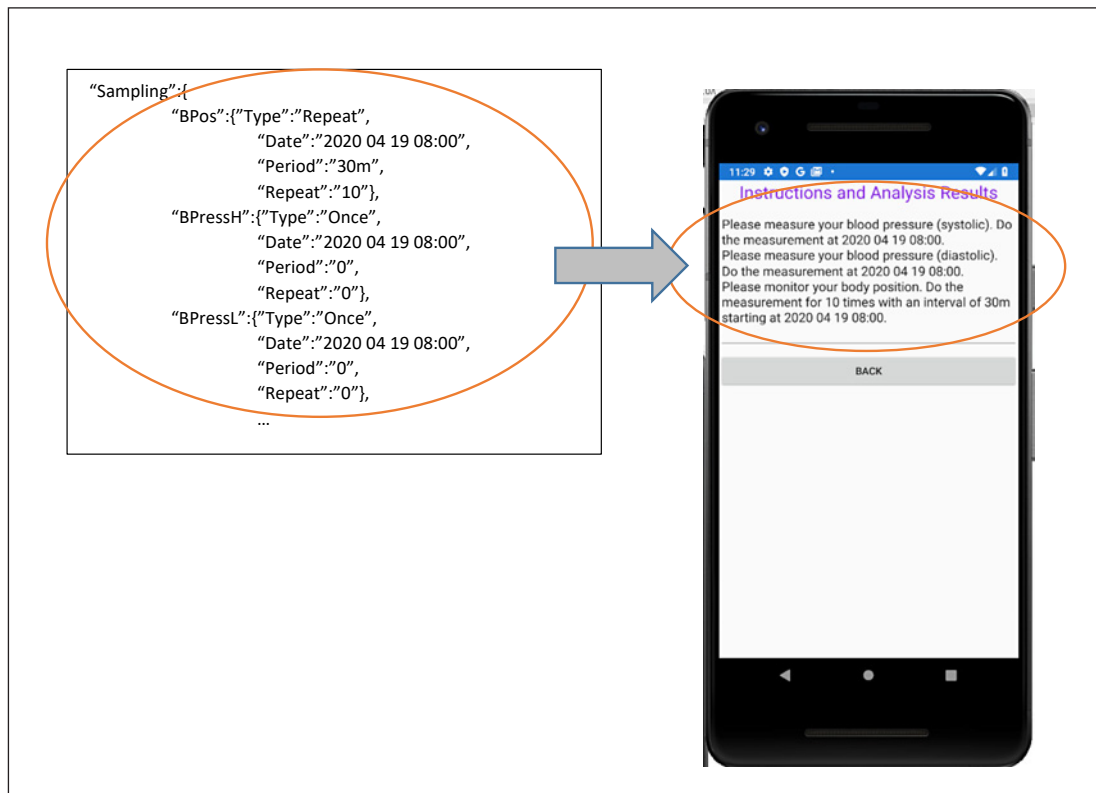 “Sampling”:{
“BPos”:{”Type”:”Repeat”,
“Date”:”2020 04 19 08:00”,
“Period”:”30m”,
“Repeat”:”10”},
“BPressH”:{”Type”:”Once”,
“Date”:”2020 04 19 08:00”,
“Period”:”0”,
“Repeat”:”0”},
“BPressL”:{”Type”:”Once”,
“Date”:”2020 04 19 08:00”,
“Period”:”0”,
“Repeat”:”0”},
…
11:29
Instructions and Analysis Results
Please measure your blood pressure (systolic). Do
the measurement at 2020 04 19 08:00.
Please measure your blood pressure (diastolic).
Do the measurement at 2020 04 19 08:00.
Please monitor your body position. Do the
measurement for 10 times with an interval of 30m
starting at 2020 04 19 08:00.
BACK